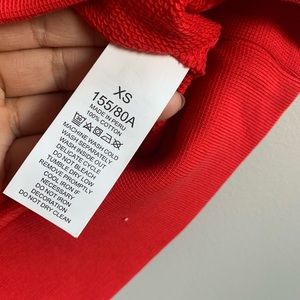 XS
155/80A
MADE IN PERU
100% COTTON
MACHINE WASH COLD
WASH SEPARATELY
WASH INSIDE OUT
DELICATE CYCLE
DO NOT BLEACH
TUMBLE DRY LOW
REMOVE PROMPTLY
COOL IRON IF
NECESSARY
DO NOT IRON
DECORATION
DO NOT DRY CLEAN